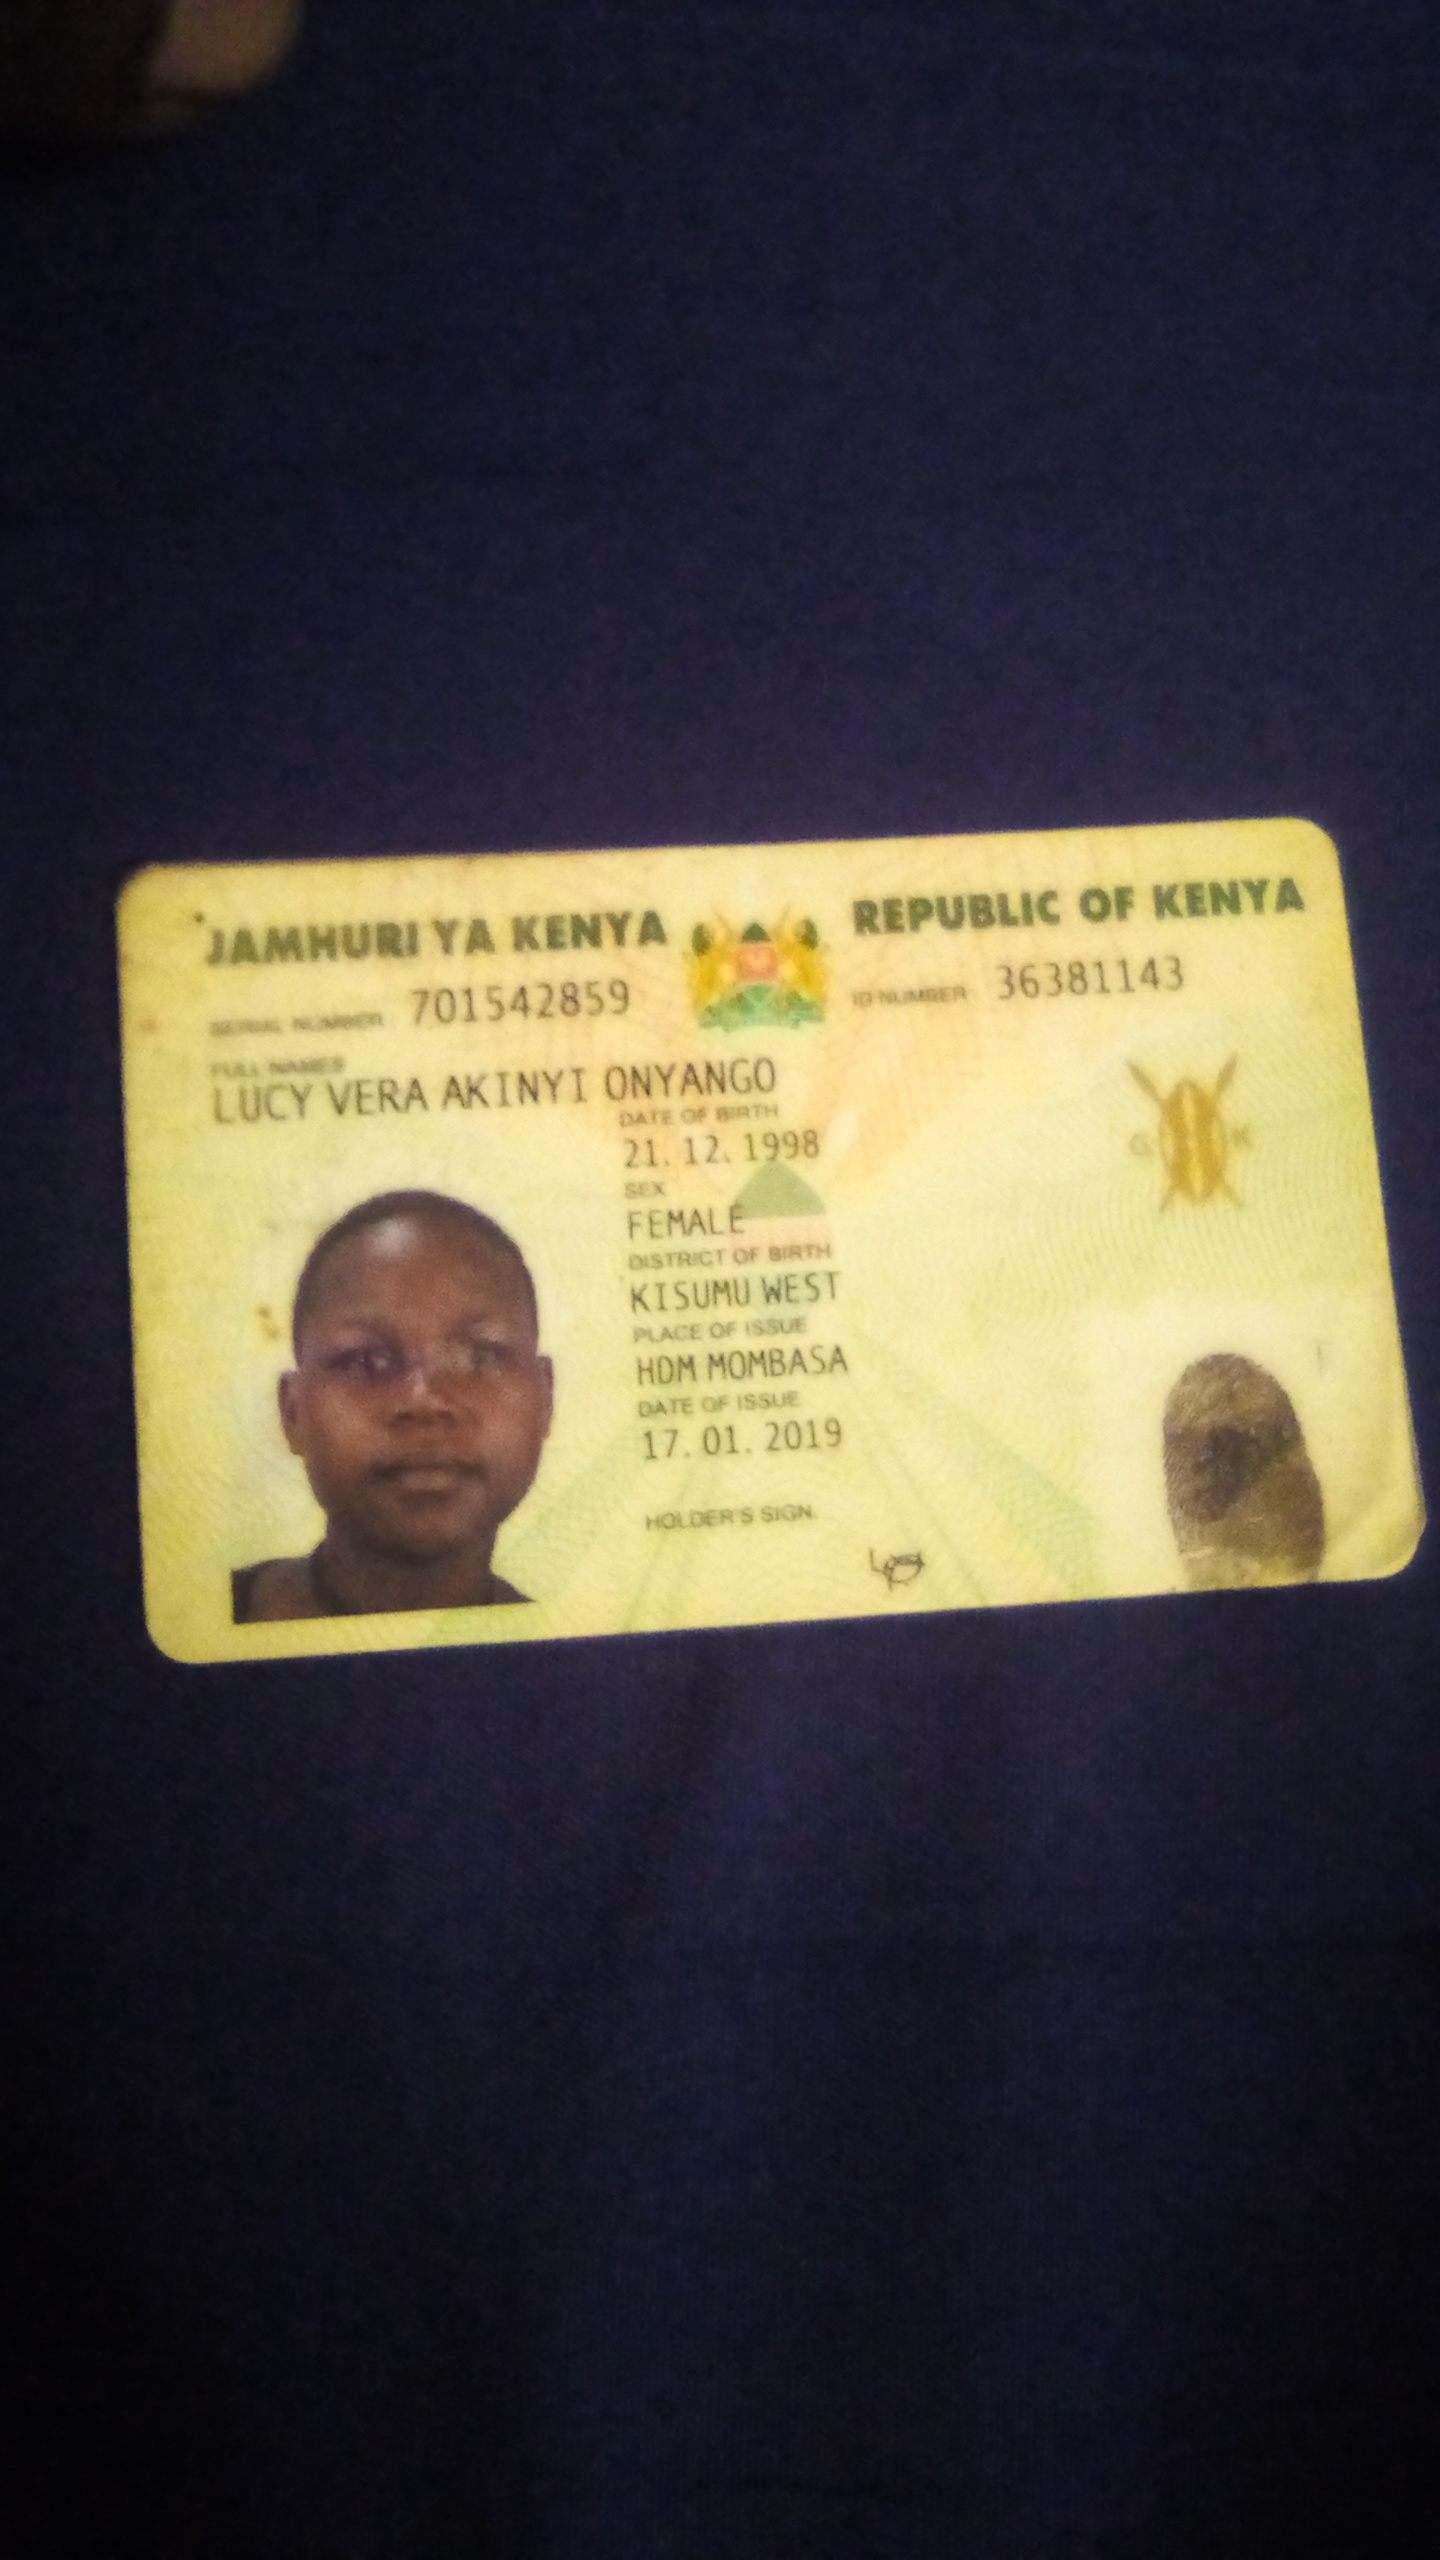 JAMHURI YA KENYA REPUBLIC OF KENYA
SERIAL NUMBER 701542859 ID NUMBER 36381143
FULL NAMES
LUCY VERA AKINYI ONYANGO
DATE OF BIRTH
21. 12. 1998
SEX
FEMALE
DISTRICT OF BIRTH
KISUMU WEST
PLACE OF ISSUE
HDM MOMBASA
DATE OF ISSUE
17. 01. 2019
HOLDER'S SIGN.
G K